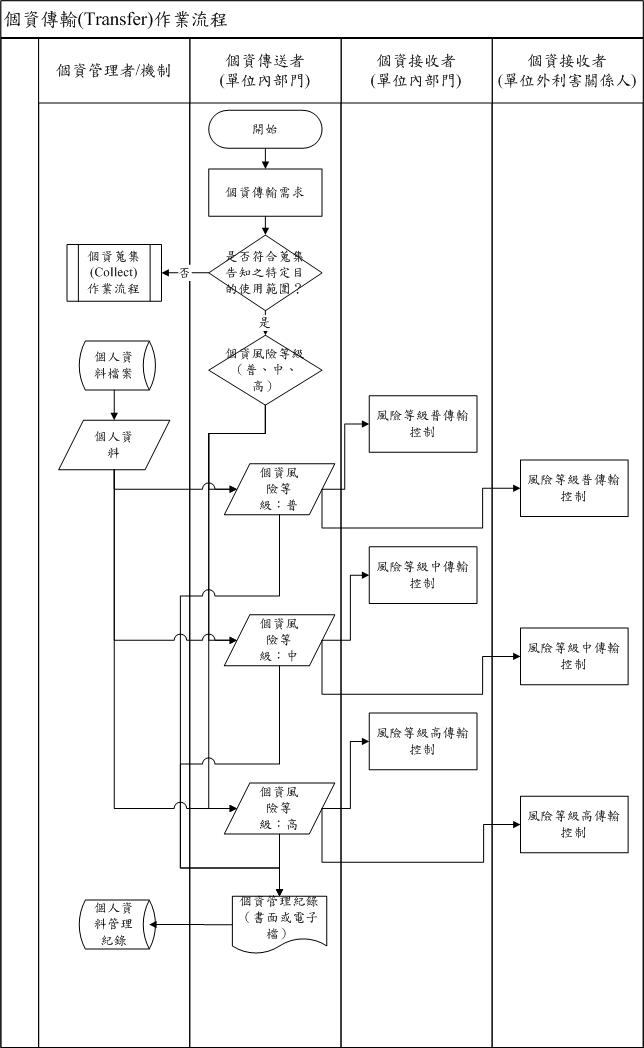 個資傳輸(Transfer)作業流程
個資管理者/機制
個資傳送者
(單位內部門)
個資接收者
(單位內部門)
個資接收者
(單位外利害關係人)
開始
個資傳輸需求
是否符合蒐集
告知之特定目
的使用範圍？
否
個資蒐集
(Collect)
作業流程
是
個人資
料檔案
個資風險等級
（普、中、
高）
個人資
料
風險等級普傳輸
控制
個資風
險等
級：普
風險等級普傳輸
控制
風險等級中傳輸
控制
個資風
險等
級：中
風險等級中傳輸
控制
風險等級高傳輸
控制
個資風
險等
級：高
風險等級高傳輸
控制
個資管理紀錄
（書面或電子
檔）
個人資
料管理
紀錄